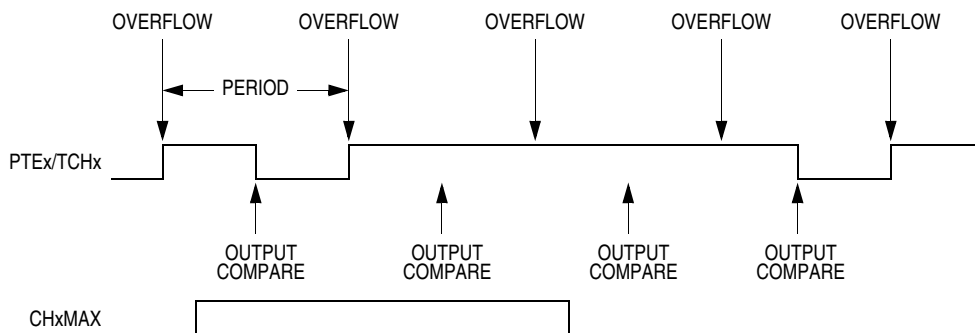 OVERFLOW OVERFLOW OVERFLOW OVERFLOW OVERFLOW
PERIOD
PTEx/TCHx
OUTPUT COMPARE
OUTPUT COMPARE
OUTPUT COMPARE
OUTPUT COMPARE
CHxMAX